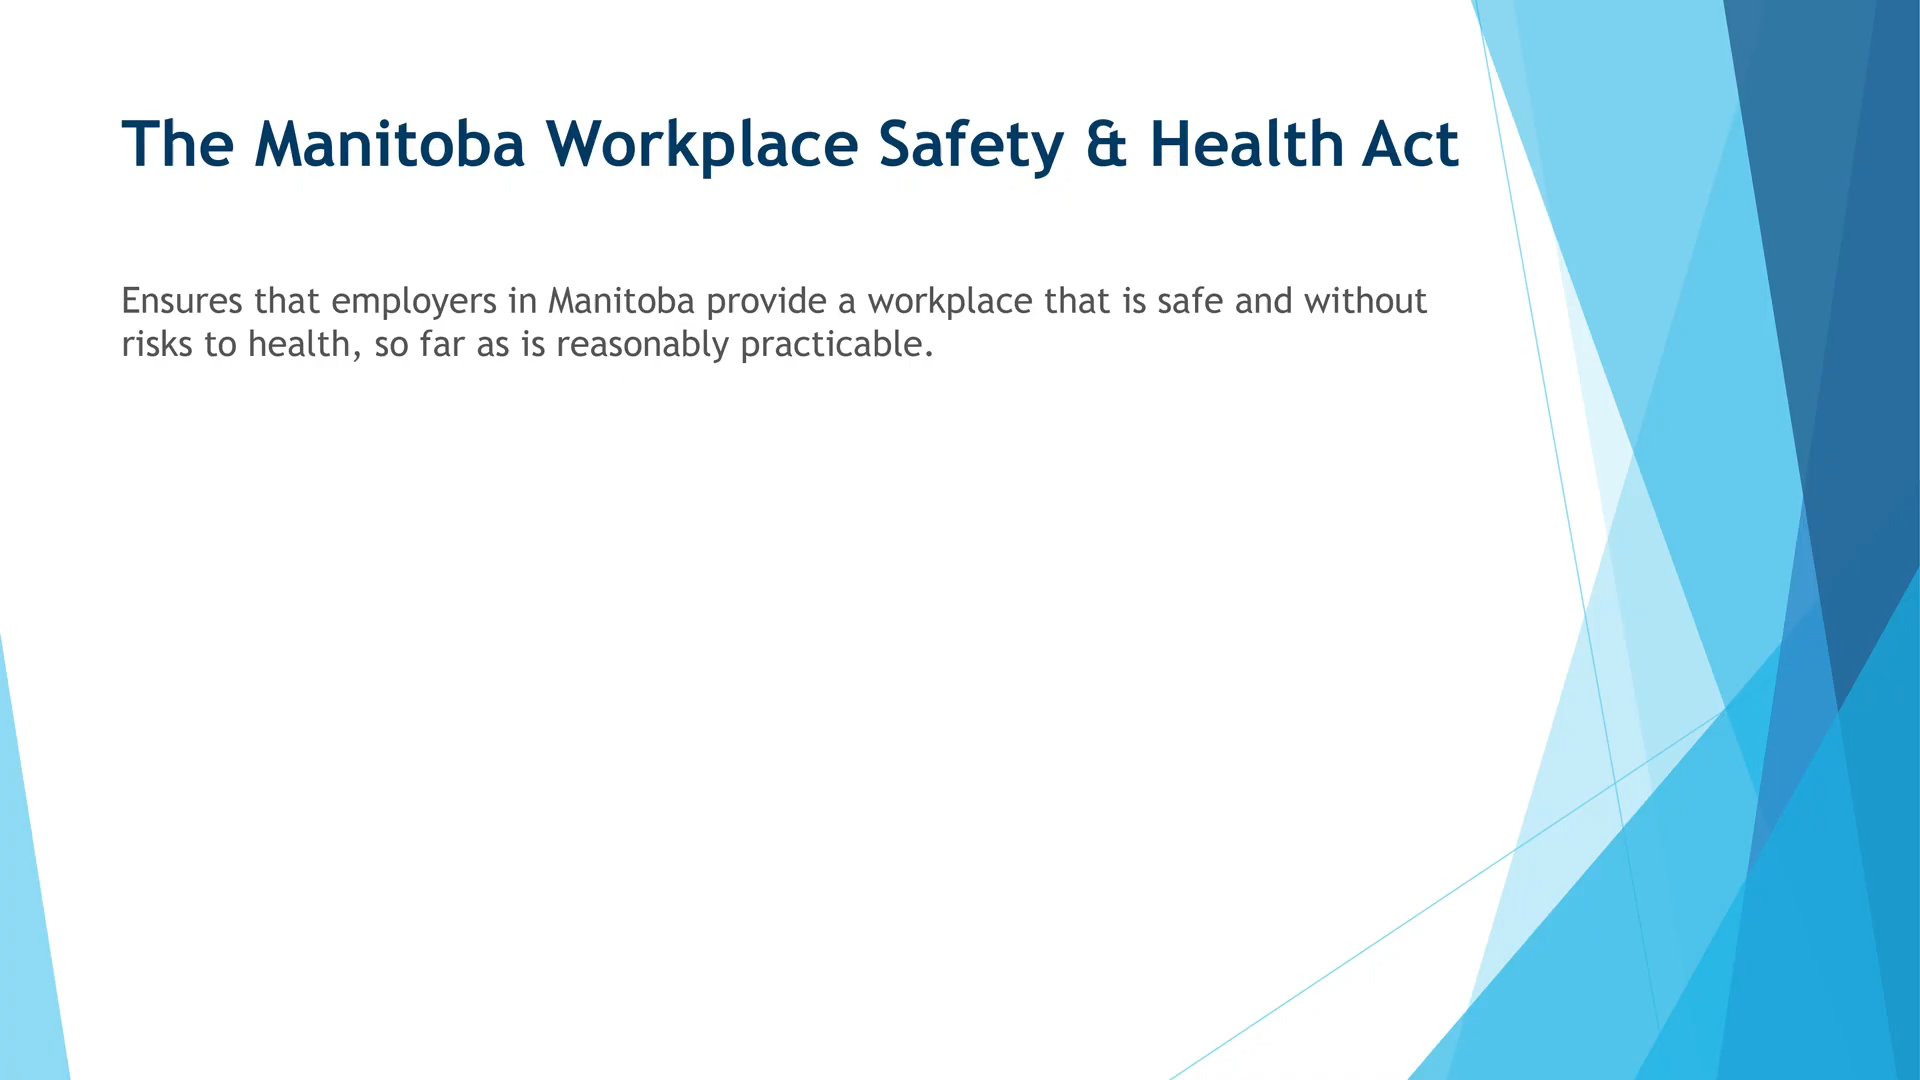 The Manitoba Workplace Safety & Health Act
Ensures that employers in Manitoba provide a workplace that is safe and without
risks to health, so far as is reasonably practicable.